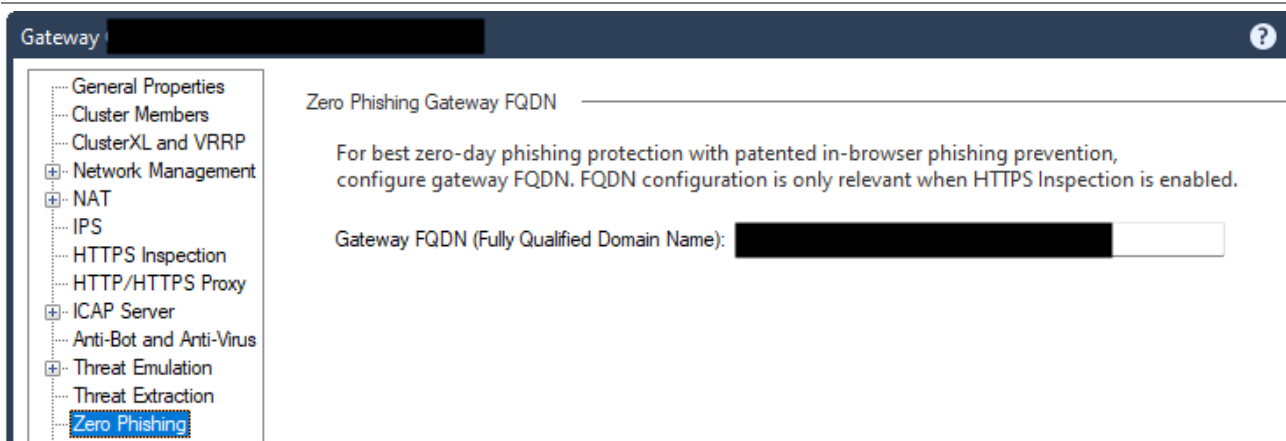 Gateway
?
General Properties
Cluster Members
ClusterXL and VRRP
Network Management
NAT
IPS
HTTPS Inspection
HTTP/HTTPS Proxy
ICAP Server
Anti-Bot and Anti-Virus
Threat Emulation
Threat Extraction
Zero Phishing
Zero Phishing Gateway FQDN
For best zero-day phishing protection with patented in-browser phishing prevention,
configure gateway FQDN. FQDN configuration is only relevant when HTTPS Inspection is enabled.
Gateway FQDN (Fully Qualified Domain Name):